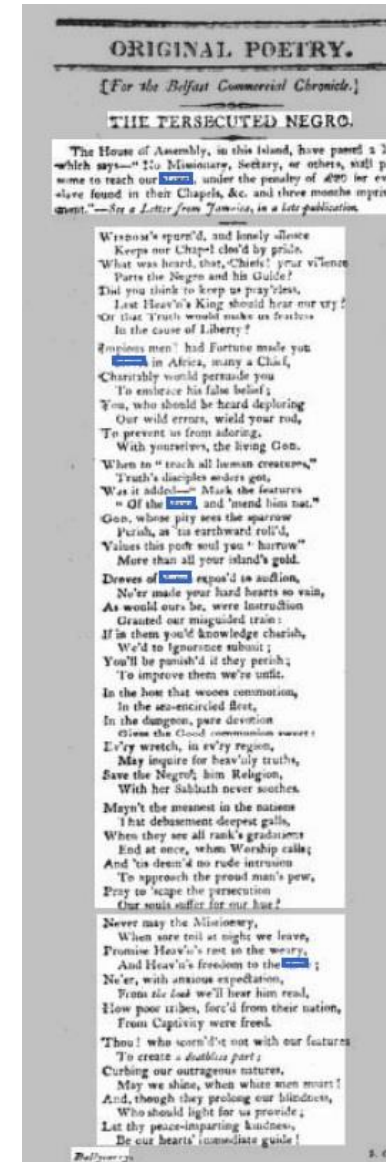 ORIGINAL POETRY.
[For the Belfast Commercial Chronicle.]
THE PERSECUTED NEGRO.
The House of Assembly, in this Island, have passed a
which says—" No Missionary, Sectary, or others, shall
sume to teach our under the penalty of for
slave found in their Chapels, &c. and three months
ment."—See a Letter from Jamaica, in a late publication.
WISDOM's spurn'd, and lonely silence
Keeps our Chapel clos'd by pride.
What was heard, that, Chiefs! your vi'lence
Parts the Negro and his Guide?
Did you think to keep us pray'rless,
Lest Heav'n's King should hear our cry?
Or that Truth would make us fearless
In the cause of Liberty?
Impious men! had Fortune made you
in Africa, many a Chief,
Charitably would persuade you
To embrace his false belief;
You, who should be heard deploring
Our wild errors, wield your rod,
To prevent us from adoring,
With yourselves, the living GOD.
When to " teach all human creatures,"
Truth's disciples orders got,
Was it added—" Mark the features
" Of the and 'mend him not."
GOD, whose pity sees the sparrow
Perish, as 'tis earthward roll'd,
Values this poor soul you " harrow"
More than all your island's gold.
Droves of expos'd to auction,
Ne'er made your hard hearts so vain,
As would ours be, were Instruction
Granted our misguided train:
If in them you'd knowledge cherish,
We'd to Ignorance submit;
You'll be punish'd if they perish;
To improve them we're unfit.
In the host that wooes commotion,
In the sea-encircled fleet,
In the dungeon, pure devotion
Gives the Good communion sweet:
Ev'ry wretch, in ev'ry region,
May inquire for heav'nly truths,
Save the Negro; him Religion,
With her Sabbath never soothes.
Mayn't the meanest in the nations
That debasement deepest galls,
When they see all rank's gradations
End at once, when Worship calls;
And 'tis deem'd no rude intrusion
To approach the proud man's pew,
Pray to 'scape the persecution
Our souls suffer for our hue?
Never may the Missionary,
When sore toil at night we leave,
Promise Heav'n's rest to the weary,
And Heav'n's freedom to the ;
Ne'er, with anxious expectation,
From the book we'll hear him read,
How poor tribes, forc'd from their nation,
From Captivity were freed.
Thou! who scorn'd'st not with our features
To create a deathless part;
Curbing our outrageous natures,
May we shine, when white men
And, though they prolong our blindness,
Who should light for us provide;
Let thy peace-imparting kindness,
Be our hearts' immediate guide!
Ballycarry.